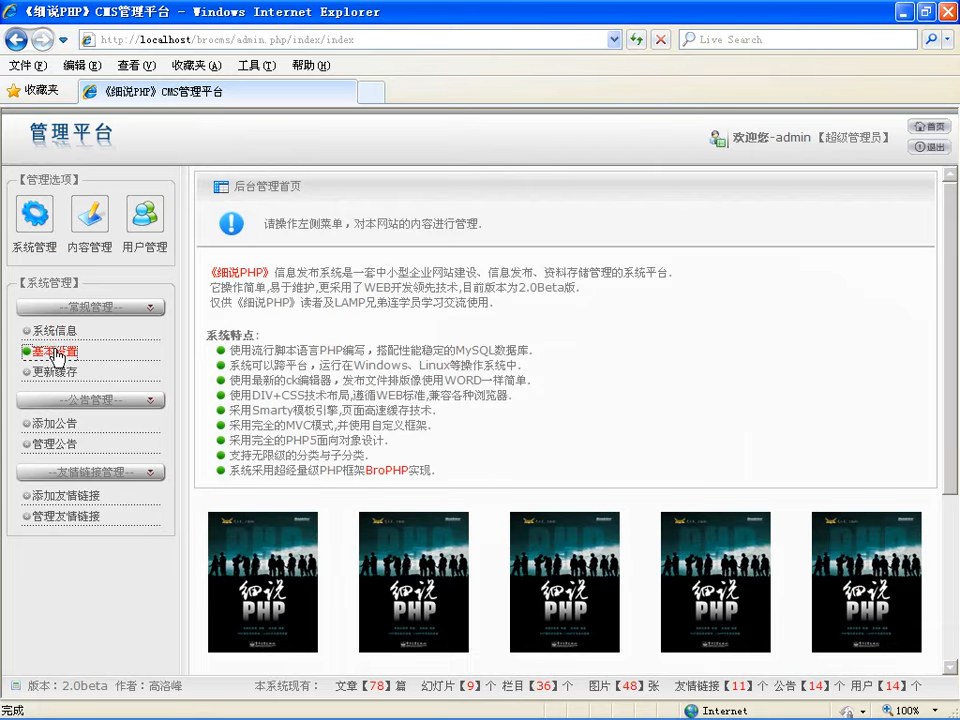 《细说PHP》CMS管理平台 - Windows Internet Explorer
http://localhost/brocms/admin.php/index/index
Live Search
文件(F) 编辑(E) 查看(V) 收藏夹(A) 工具(T) 帮助(H)
收藏夹 《细说PHP》CMS管理平台
管理平台
欢迎您-admin 【超级管理员】
首页
退出
【管理选项】
系统管理 内容管理 用户管理
【系统管理】
--常规管理--
系统信息
基本设置
更新缓存
--公告管理--
添加公告
管理公告
--友情链接管理--
添加友情链接
管理友情链接
后台管理首页
请操作左侧菜单，对本网站的内容进行管理.
《细说PHP》信息发布系统是一套中小型企业网站建设、信息发布、资料存储管理的系统平台.
它操作简单,易于维护,更采用了WEB开发领先技术,目前版本为2.0Beta版.
仅供《细说PHP》读者及LAMP兄弟连学员学习交流使用.
系统特点:
使用流行脚本语言PHP编写，搭配性能稳定的MySQL数据库.
系统可以跨平台，运行在Windows、Linux等操作系统中.
使用最新的ck编辑器，发布文件排版像使用WORD一样简单.
使用DIV+CSS技术布局,遵循WEB标准,兼容各种浏览器.
采用Smarty模板引擎,页面高速缓存技术.
采用完全的MVC模式,并使用自定义框架.
采用完全的PHP5面向对象设计.
支持无限级的分类与子分类.
系统采用超经量级PHP框架BroPHP实现.
细说 PHP
细说 PHP
细说 PHP
细说 PHP
细说 PHP
版本：2.0beta 作者：高洛峰 本系统现有： 文章【78】篇 幻灯片【9】个 栏目【36】个 图片【48】张 友情链接【11】个 公告【14】个 用户【14】个
完成 Internet 100%